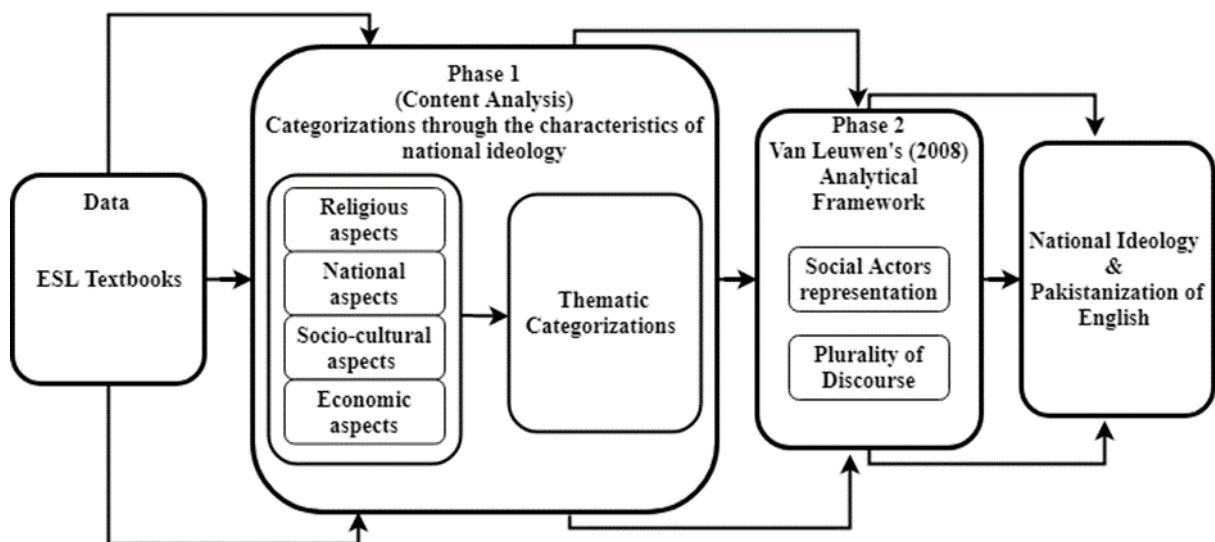 Data
ESL Textbooks
Phase 1
(Content Analysis)
Categorizations through the characteristics of
national ideology
Religious
aspects
National
aspects
Socio-cultural
aspects
Economic
aspects
Thematic
Categorizations
Phase 2
Van Leuwen's (2008)
Analytical
Framework
Social Actors
representation
Plurality of
Discourse
National Ideology
&
Pakistanization of
English